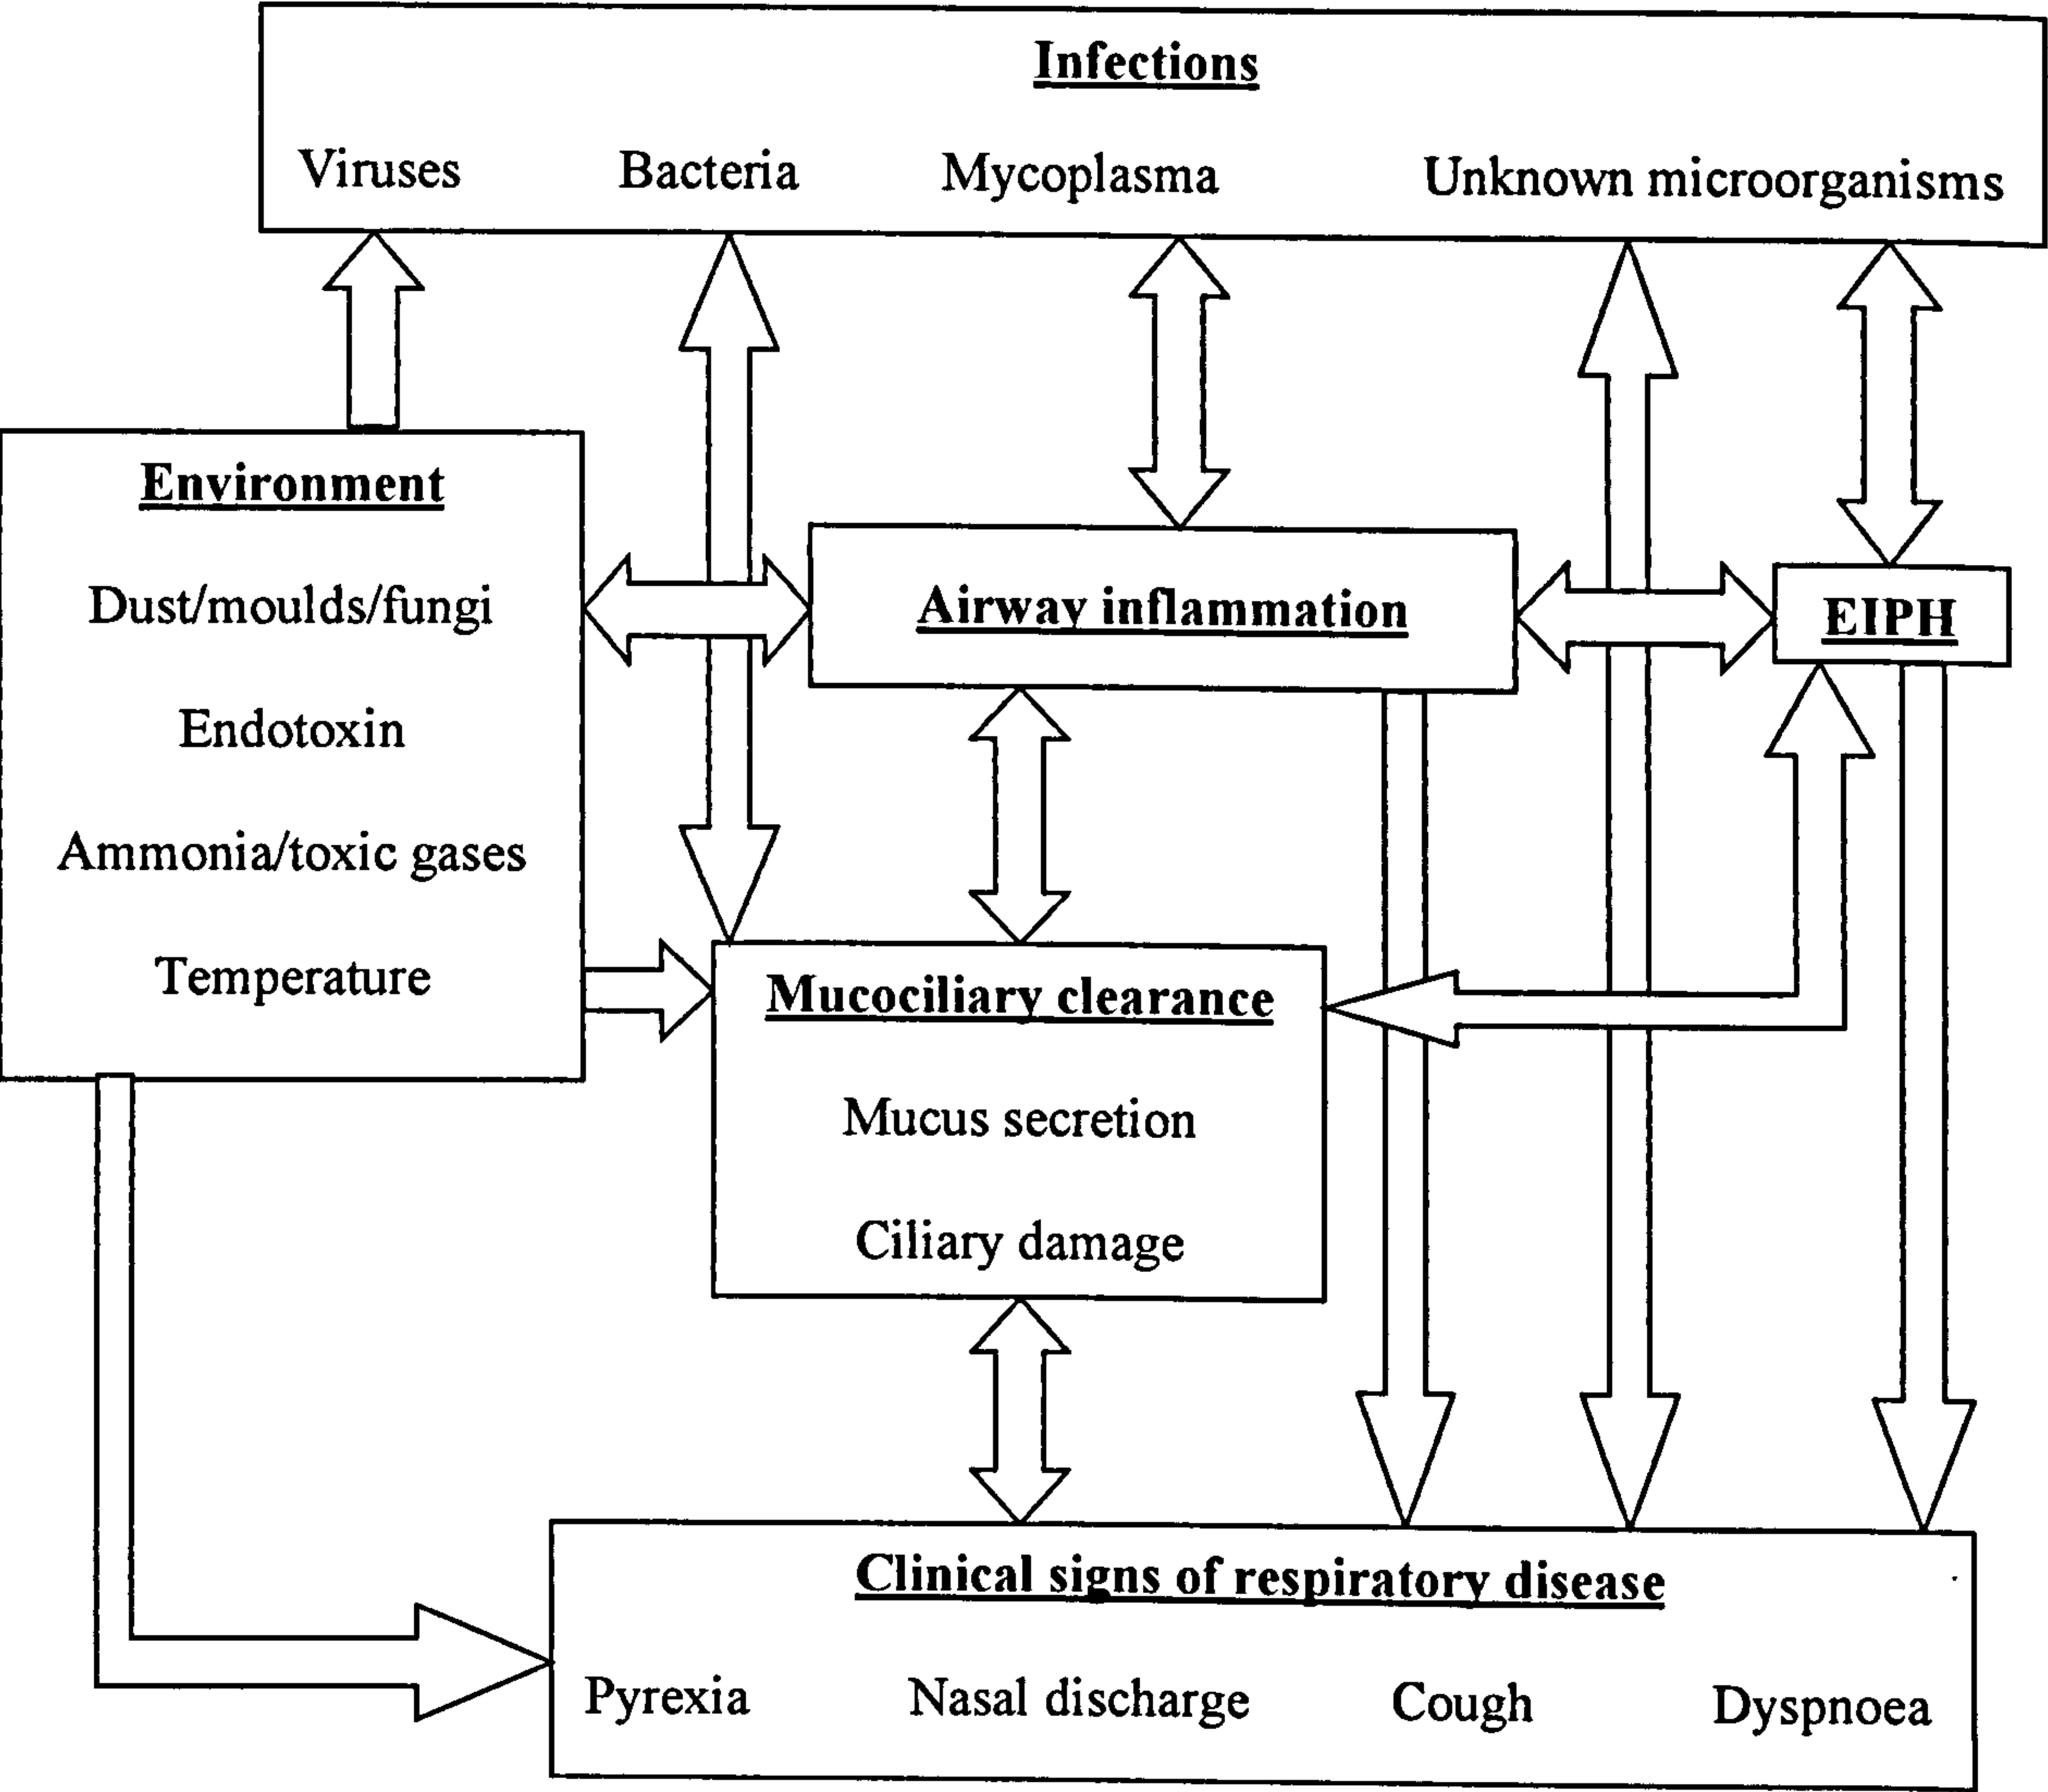 Infections
Viruses Bacteria Mycoplasma Unknown microorganisms
Environment
Dust/moulds/fungi
Endotoxin
Ammonia/toxic gases
Temperature
Airway inflammation
EIPH
Mucociliary clearance
Mucus secretion
Ciliary damage
Clinical signs of respiratory disease
Pyrexia Nasal discharge Cough Dyspnoea